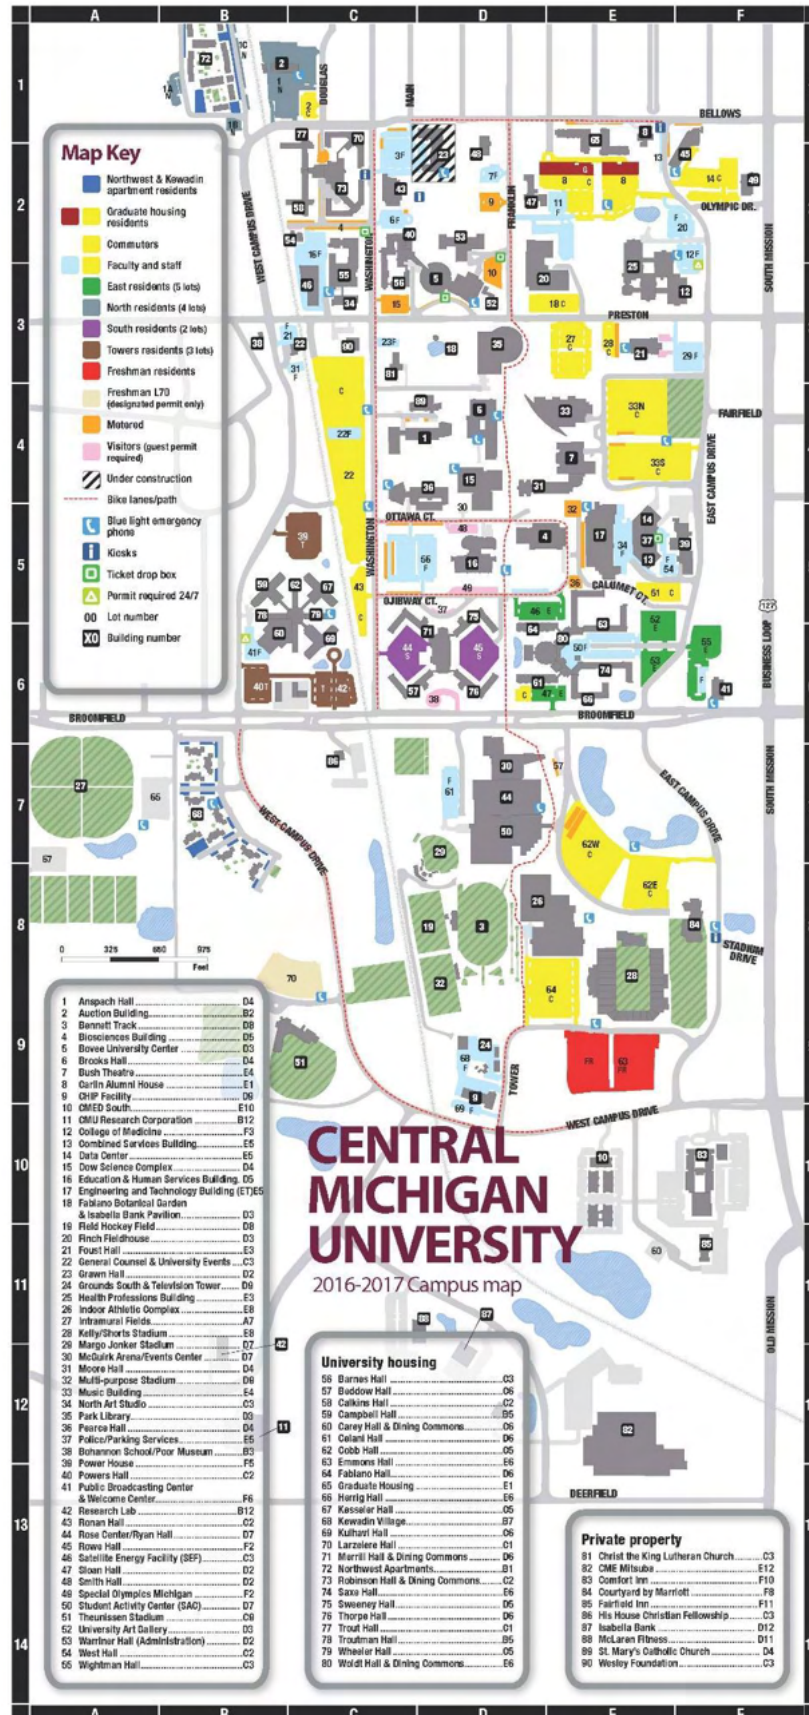 A B C D E F
DOUGLAS
MAIN
BELLOWS
OLYMPIC DR.
FRANKLIN
WASHINGTON
WEST CAMPUS DRIVE
SOUTH MISSION
PRESTON
FAIRFIELD
EAST CAMPUS DRIVE
OTTAWA CT.
WASHINGTON
CALUMET CT.
OJIBWAY CT.
BUSINESS LOOP
127
BROOMFIELD
BROOMFIELD
WEST CAMPUS DRIVE
EAST CAMPUS DRIVE
SOUTH MISSION
STADIUM
DRIVE
TOWER
WEST CAMPUS DRIVE
OLD MISSION
DEERFIELD
Map Key
Northwest & Kewadin
apartment residents
Graduate housing
residents
Commuters
Faculty and staff
East residents (5 lots)
North residents (4 lots)
South residents (2 lots)
Towers residents (3 lots)
Freshman residents
Freshman L70
(designated permit only)
Metered
Visitors (guest permit
required)
Under construction
Bike lanes/path
Blue light emergency
phone
Kiosks
Ticket drop box
Permit required 24/7
00 Lot number
X0 Building number
0 325 650 975
Feet
1 Anspach Hall D4
2 Auction Building B2
3 Bennett Track D8
4 Biosciences Building D5
5 Bovee University Center D3
6 Brooks Hall D4
7 Bush Theatre E4
8 Carlin Alumni House E1
9 CHIP Facility D9
10 CMED South E10
11 CMU Research Corporation B12
12 College of Medicine F3
13 Combined Services Building E5
14 Data Center E5
15 Dow Science Complex D4
16 Education & Human Services Building. D5
17 Engineering and Technology Building (ET)E5
18 Fabiano Botanical Garden
& Isabella Bank Pavilion D3
19 Field Hockey Field D8
20 Finch Fieldhouse D3
21 Foust Hall E3
22 General Counsel & University Events C3
23 Grawn Hall D2
24 Grounds South & Television Tower D9
25 Health Professions Building E3
26 Indoor Athletic Complex E8
27 Intramural Fields A7
28 Kelly/Shorts Stadium E8
29 Margo Jonker Stadium D7
30 McGuirk Arena/Events Center D7
31 Moore Hall D4
32 Multi-purpose Stadium D8
33 Music Building E4
34 North Art Studio C3
35 Park Library D3
36 Pearce Hall D4
37 Police/Parking Services E5
38 Bohannon School/Poor Museum B3
39 Power House F5
40 Powers Hall C2
41 Public Broadcasting Center
& Welcome Center F6
42 Research Lab B12
43 Ronan Hall C2
44 Rose Center/Ryan Hall D7
45 Rowe Hall F2
46 Satellite Energy Facility (SEF) C3
47 Sloan Hall D2
48 Smith Hall D2
49 Special Olympics Michigan F2
50 Student Activity Center (SAC) D7
51 Theunissen Stadium C9
52 University Art Gallery D3
53 Warriner Hall (Administration) D2
54 West Hall C2
55 Wightman Hall C3
CENTRAL
MICHIGAN
UNIVERSITY
2016-2017 Campus map
University housing
56 Barnes Hall C3
57 Beddow Hall C6
58 Calkins Hall C2
59 Campbell Hall B5
60 Carey Hall & Dining Commons C6
61 Celani Hall D6
62 Cobb Hall C5
63 Emmons Hall E6
64 Fabiano Hall D6
65 Graduate Housing E1
66 Herrig Hall E6
67 Kesseler Hall C5
68 Kewadin Village B7
69 Kulhavi Hall C6
70 Larzelere Hall C1
71 Merrill Hall & Dining Commons D6
72 Northwest Apartments B1
73 Robinson Hall & Dining Commons C2
74 Saxe Hall E6
75 Sweeney Hall D5
76 Thorpe Hall D6
77 Trout Hall C1
78 Troutman Hall B5
79 Wheeler Hall C5
80 Woldt Hall & Dining Commons E6
Private property
81 Christ the King Lutheran Church C3
82 CME Mitsuba E12
83 Comfort Inn F10
84 Courtyard by Marriott F8
85 Fairfield Inn F11
86 His House Christian Fellowship C3
87 Isabella Bank D12
88 McLaren Fitness D11
89 St. Mary's Catholic Church D4
90 Wesley Foundation C3
A B C D E F